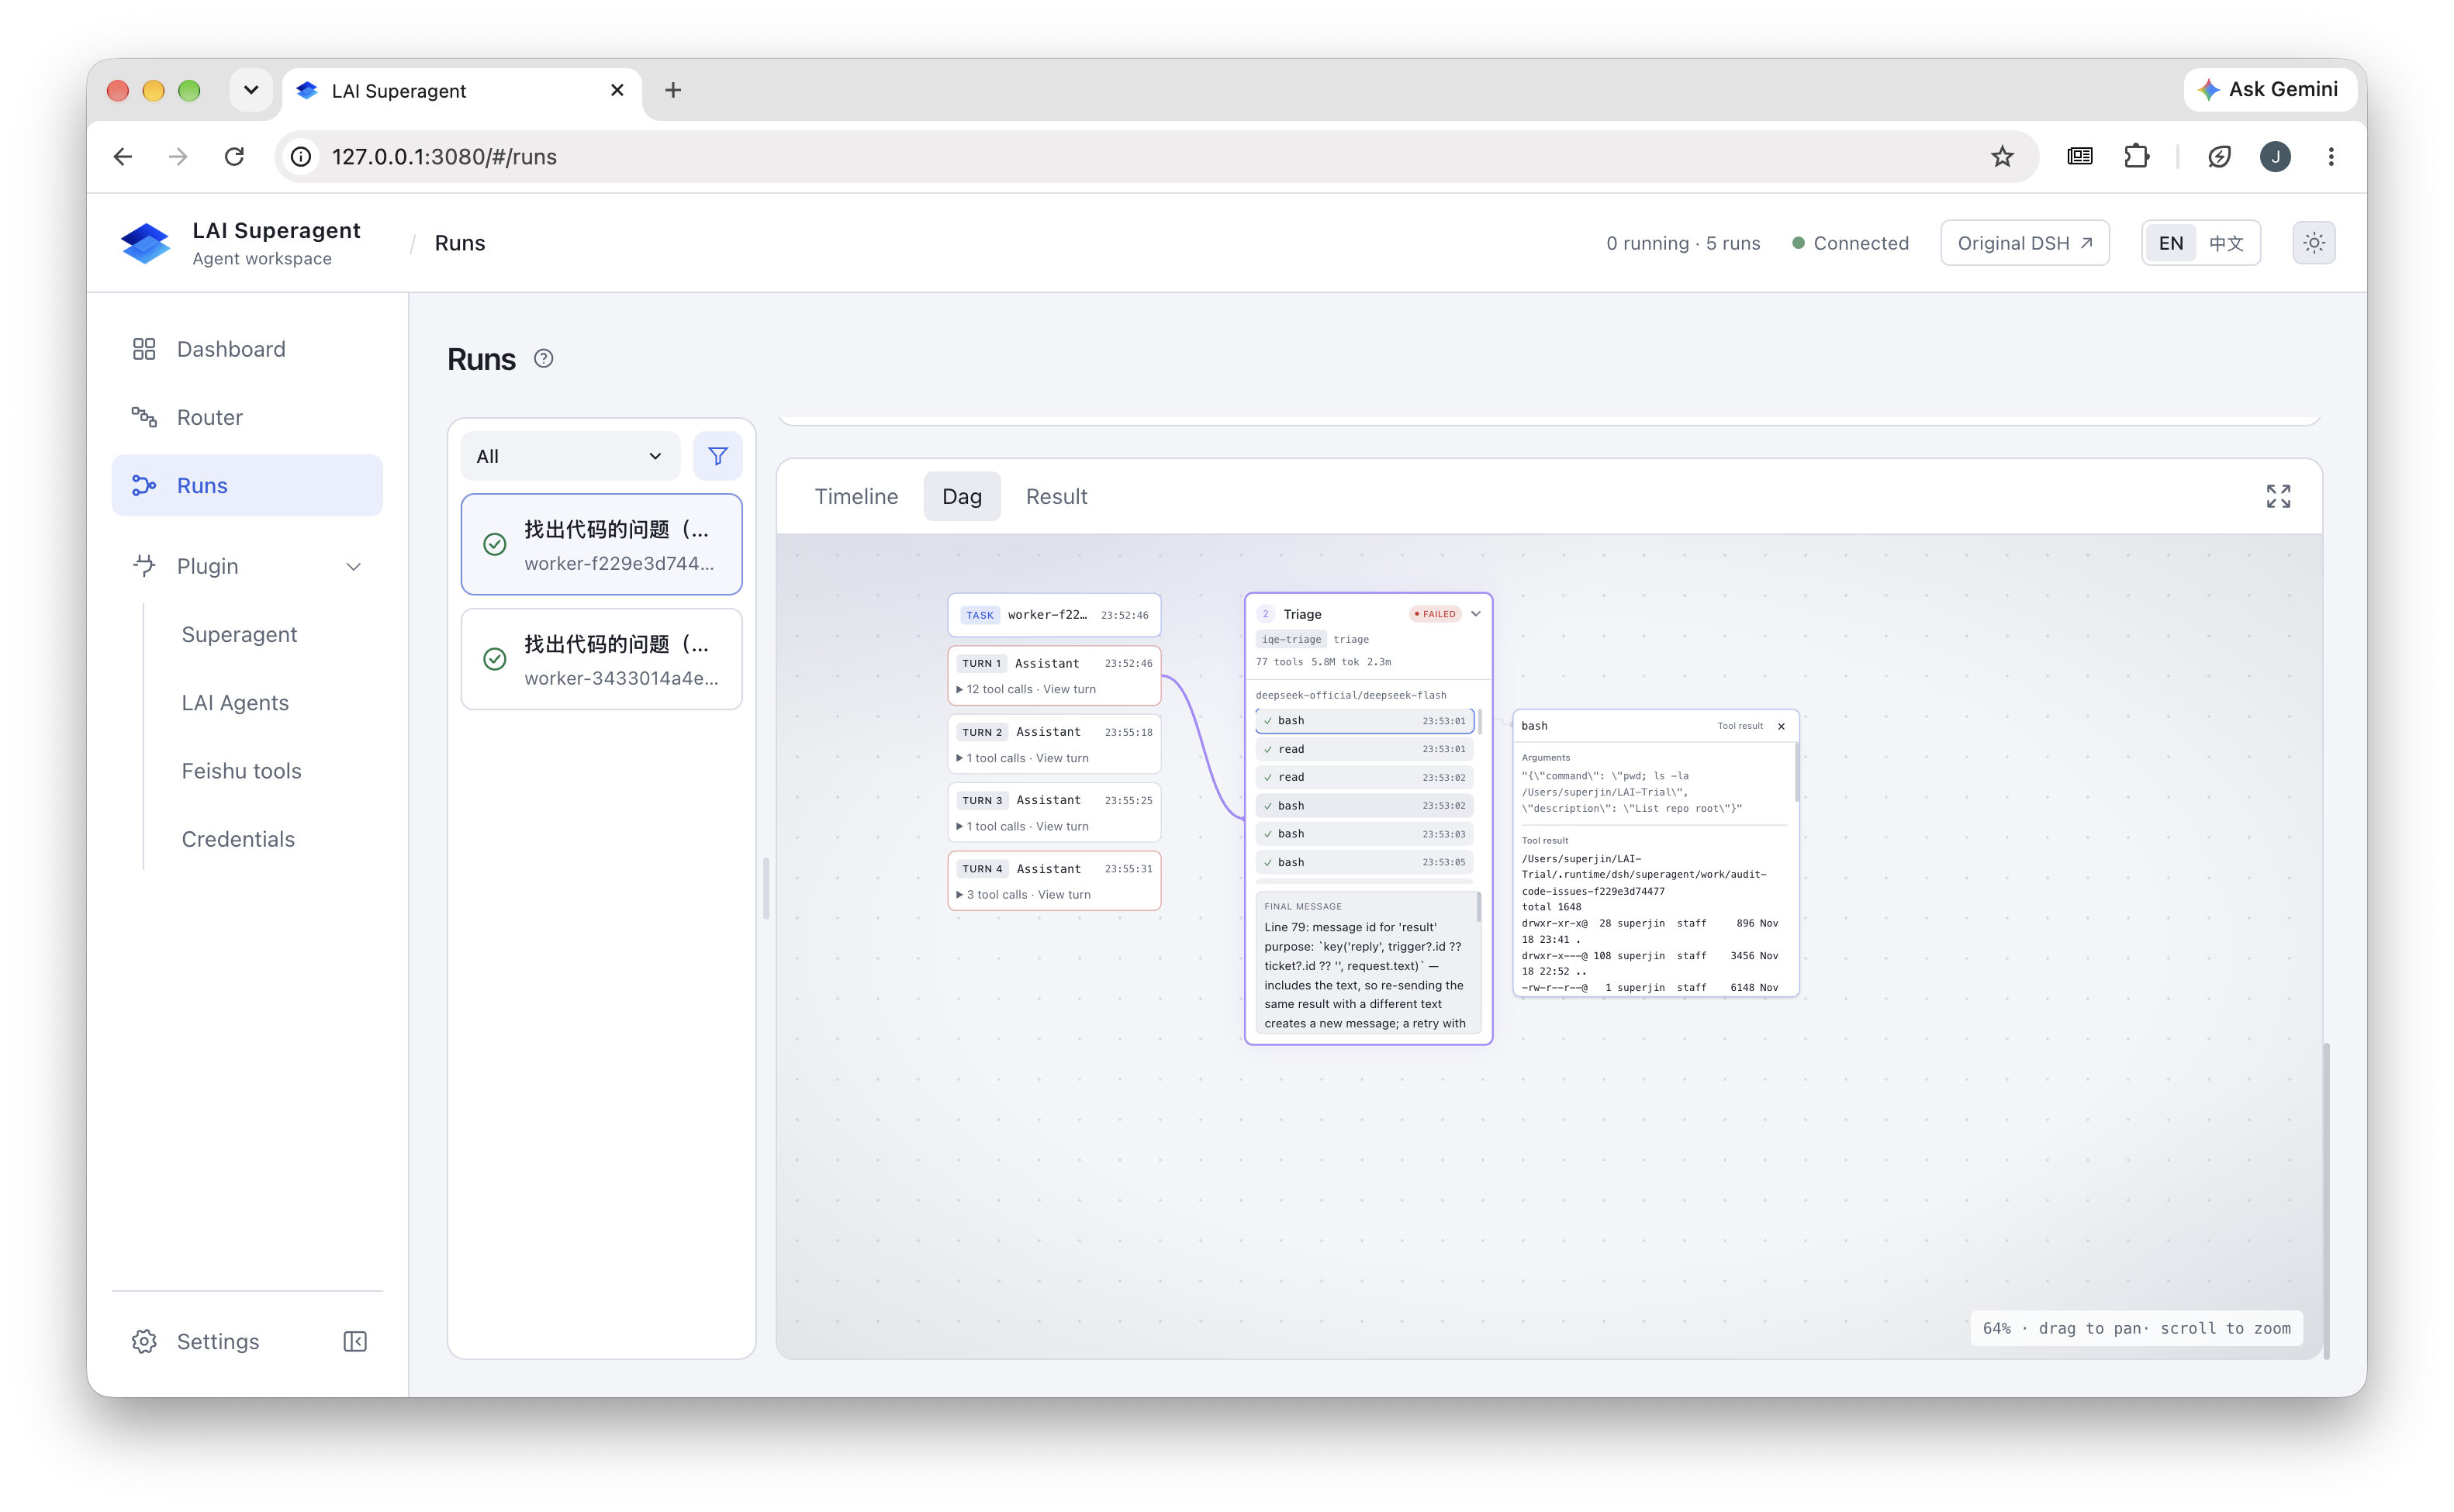 LAI Superagent
Ask Gemini
127.0.0.1:3080/#/runs
J
LAI Superagent
Agent workspace
/ Runs
0 running · 5 runs
Connected
Original DSH ↗
EN 中文
Dashboard
Router
Runs
Plugin
Superagent
LAI Agents
Feishu tools
Credentials
Settings
Runs
All
找出代码的问题（...
worker-f229e3d744...
找出代码的问题（...
worker-3433014a4e...
Timeline Dag Result
TASK worker-f22… 23:52:46
TURN 1 Assistant 23:52:46
12 tool calls · View turn
TURN 2 Assistant 23:55:18
1 tool calls · View turn
TURN 3 Assistant 23:55:25
1 tool calls · View turn
TURN 4 Assistant 23:55:31
3 tool calls · View turn
2 Triage FAILED
iqe-triage triage
77 tools 5.8M tok 2.3m
deepseek-official/deepseek-flash
✓ bash 23:53:01
✓ read 23:53:01
✓ read 23:53:02
✓ bash 23:53:02
✓ bash 23:53:03
✓ bash 23:53:05
FINAL MESSAGE
Line 79: message id for 'result'
purpose: `key('reply', trigger?.id ??
ticket?.id ?? '', request.text)` —
includes the text, so re-sending the
same result with a different text
creates a new message; a retry with
bash Tool result
Arguments
"{\"command\": \"pwd; ls -la
/Users/superjin/LAI-Trial\",
\"description\": \"List repo root\"}"
Tool result
/Users/superjin/LAI-
Trial/.runtime/dsh/superagent/work/audit-
code-issues-f229e3d74477
total 1648
drwxr-xr-x@ 28 superjin staff 896 Nov
18 23:41 .
drwxr-x---@ 108 superjin staff 3456 Nov
18 22:52 ..
-rw-r--r--@ 1 superjin staff 6148 Nov
64% · drag to pan· scroll to zoom